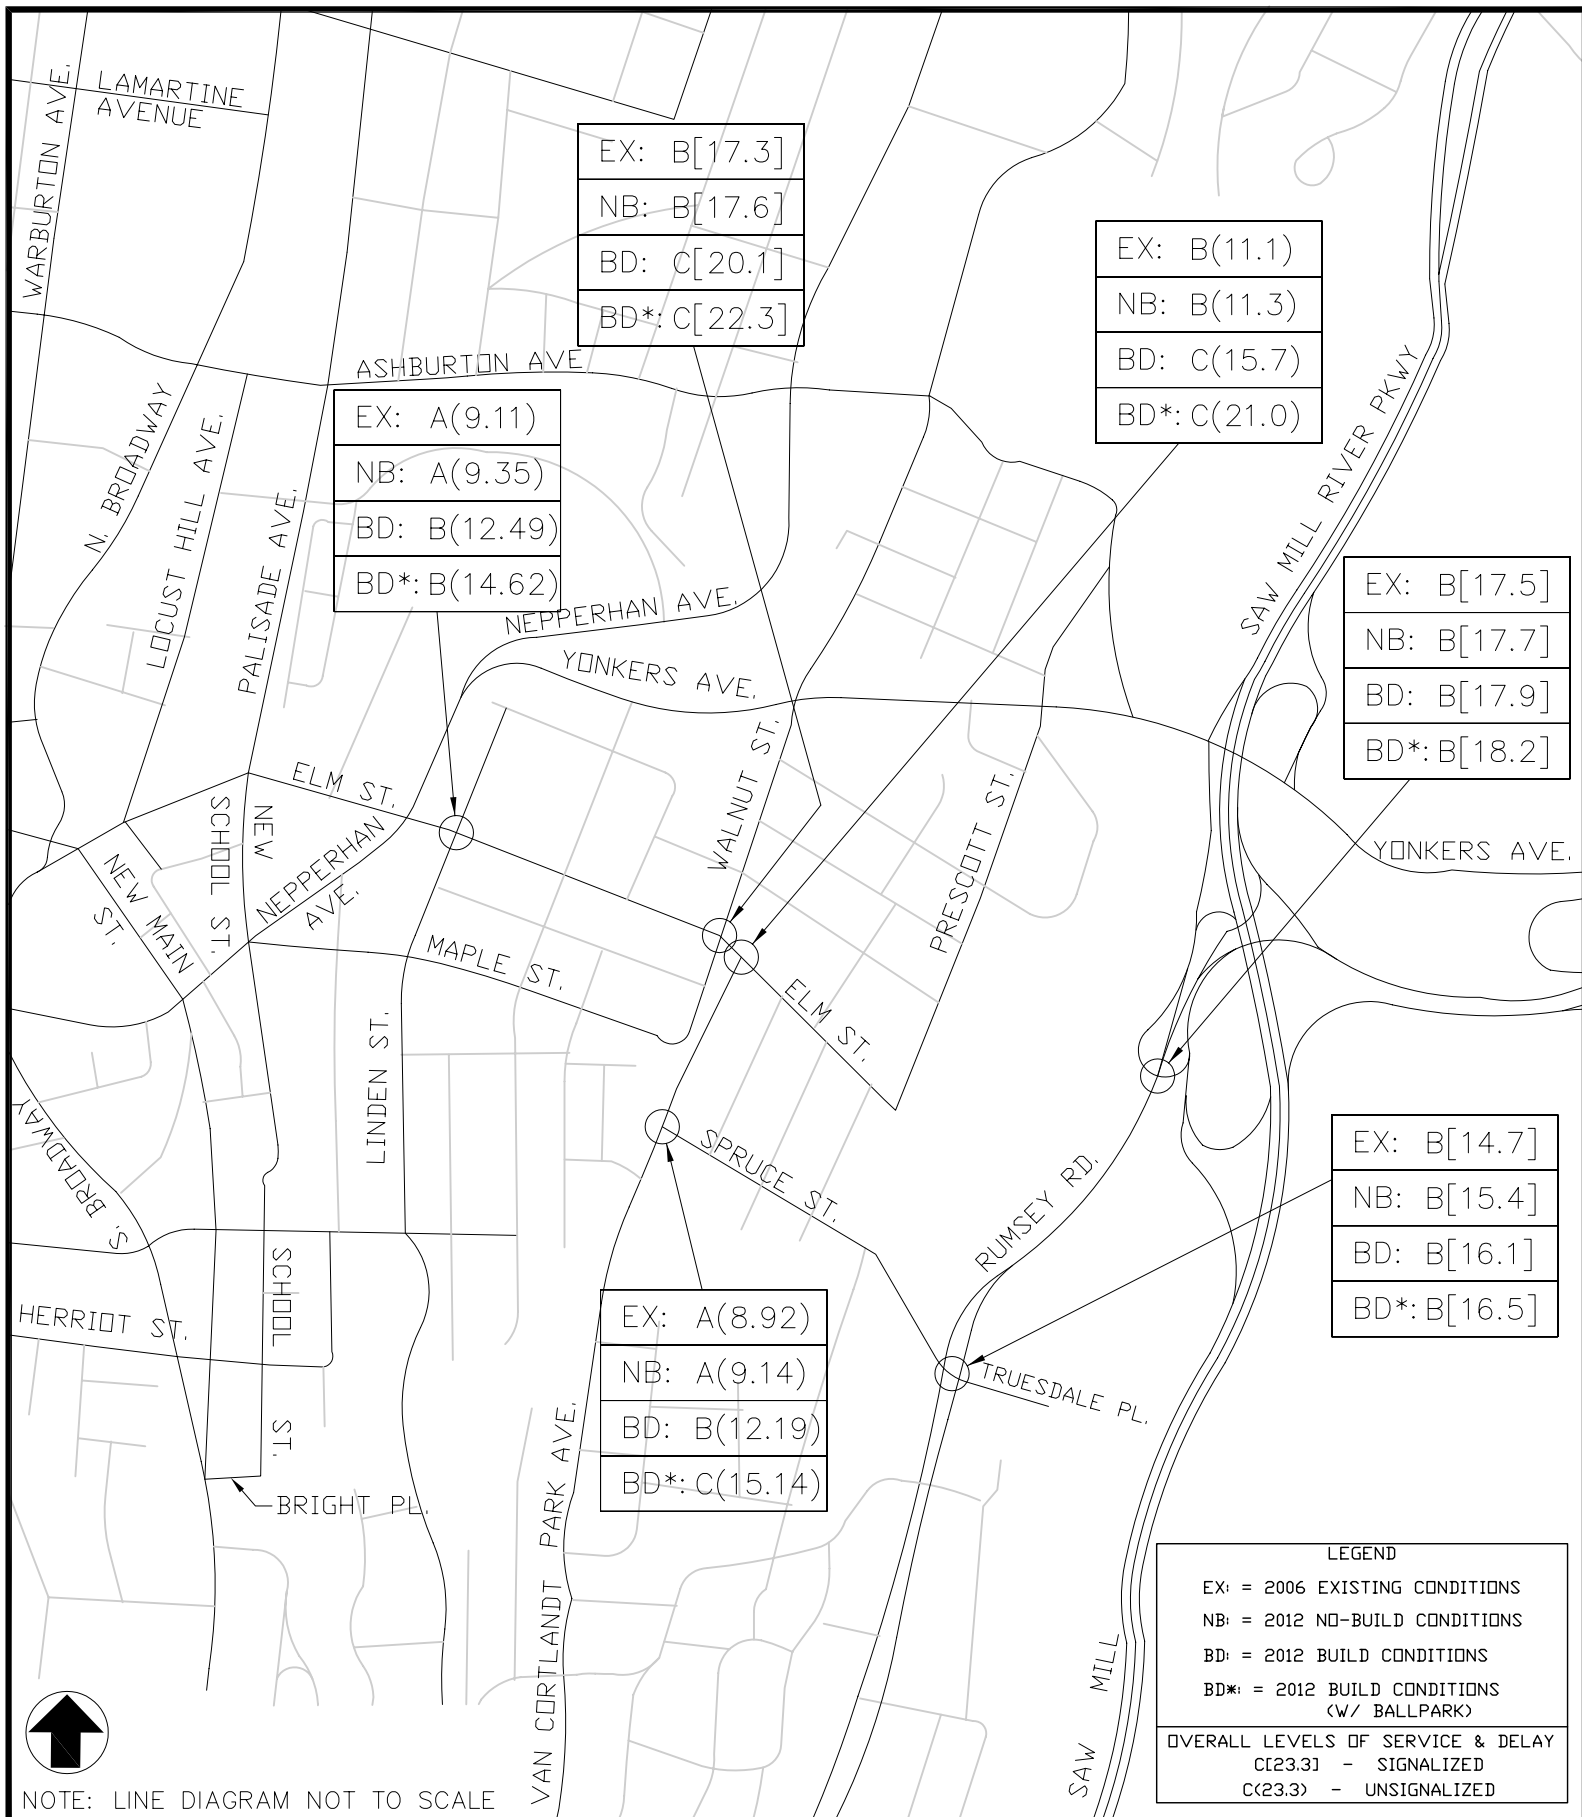 LAMARTINE
AVENUE
WARBURTON AVE.
EX: B[17.3]
NB: B[17.6]
BD: C[20.1]
BD*: C[22.3]
EX: B(11.1)
NB: B(11.3)
BD: C(15.7)
BD*: C(21.0)
ASHBURTON AVE
EX: A(9.11)
NB: A(9.35)
BD: B(12.49)
BD*: B(14.62)
N. BROADWAY
LOCUST HILL AVE.
PALISADE AVE.
NEPPERHAN AVE.
YONKERS AVE.
SAW MILL RIVER PKWY
EX: B[17.5]
NB: B[17.7]
BD: B[17.9]
BD*: B[18.2]
ELM ST.
WALNUT ST.
PRESCOTT ST.
YONKERS AVE.
NEW
SCHOOL ST.
NEPPERHAN
AVE.
NEW MAIN
ST.
MAPLE ST.
ELM ST.
LINDEN ST.
S. BROADWAY
SPRUCE ST.
RUMSEY RD.
EX: B[14.7]
NB: B[15.4]
BD: B[16.1]
BD*: B[16.5]
HERRIOT ST.
SCHOOL ST.
EX: A(8.92)
NB: A(9.14)
BD: B(12.19)
BD*: C(15.14)
TRUESDALE PL.
BRIGHT PL.
VAN CORTLANDT PARK AVE.
SAW MILL
LEGEND
EX: = 2006 EXISTING CONDITIONS
NB: = 2012 NO-BUILD CONDITIONS
BD: = 2012 BUILD CONDITIONS
BD*: = 2012 BUILD CONDITIONS
(W/ BALLPARK)
OVERALL LEVELS OF SERVICE & DELAY
C[23.3] - SIGNALIZED
C(23.3) - UNSIGNALIZED
NOTE: LINE DIAGRAM NOT TO SCALE